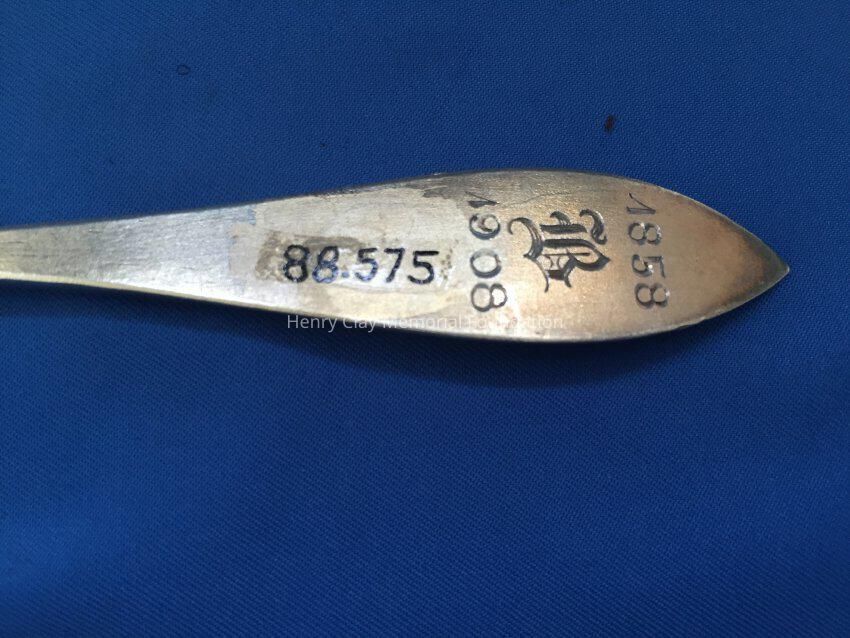 1858
B
1908
88.575
Henry Clay Memorial Foundation